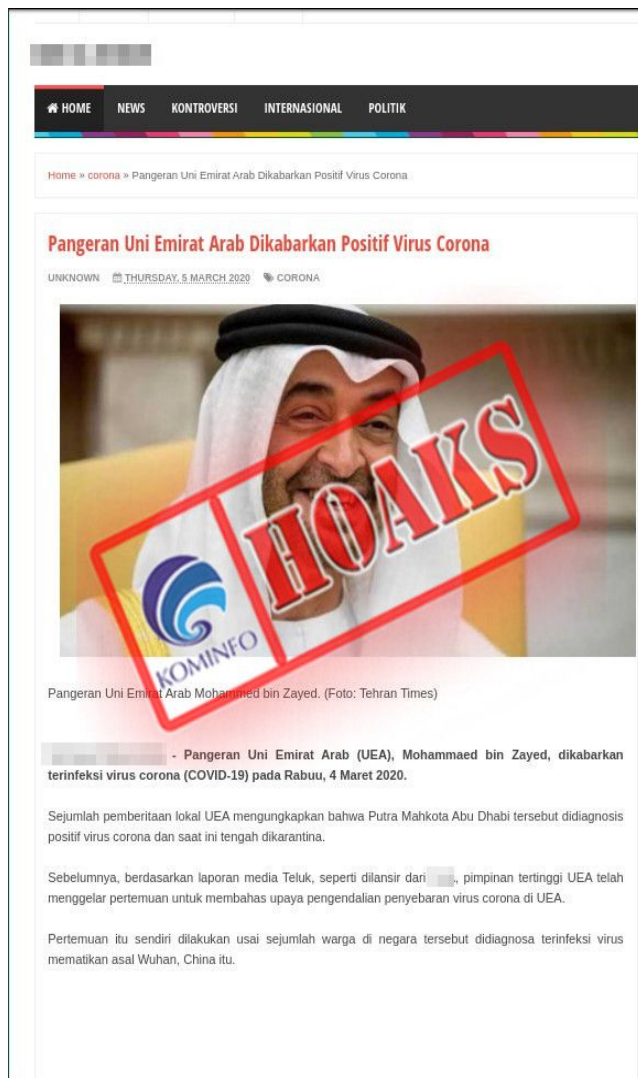 HOME NEWS KONTROVERSI INTERNASIONAL POLITIK
Home » corona » Pangeran Uni Emirat Arab Dikabarkan Positif Virus Corona
Pangeran Uni Emirat Arab Dikabarkan Positif Virus Corona
UNKNOWN THURSDAY, 5 MARCH 2020 CORONA
HOAKS
KOMINFO
Pangeran Uni Emirat Arab Mohammed bin Zayed. (Foto: Tehran Times)
- Pangeran Uni Emirat Arab (UEA), Mohammaed bin Zayed, dikabarkan
terinfeksi virus corona (COVID-19) pada Rabuu, 4 Maret 2020.
Sejumlah pemberitaan lokal UEA mengungkapkan bahwa Putra Mahkota Abu Dhabi tersebut didiagnosis
positif virus corona dan saat ini tengah dikarantina.
Sebelumnya, berdasarkan laporan media Teluk, seperti dilansir dari , pimpinan tertinggi UEA telah
menggelar pertemuan untuk membahas upaya pengendalian penyebaran virus corona di UEA.
Pertemuan itu sendiri dilakukan usai sejumlah warga di negara tersebut didiagnosa terinfeksi virus
mematikan asal Wuhan, China itu.